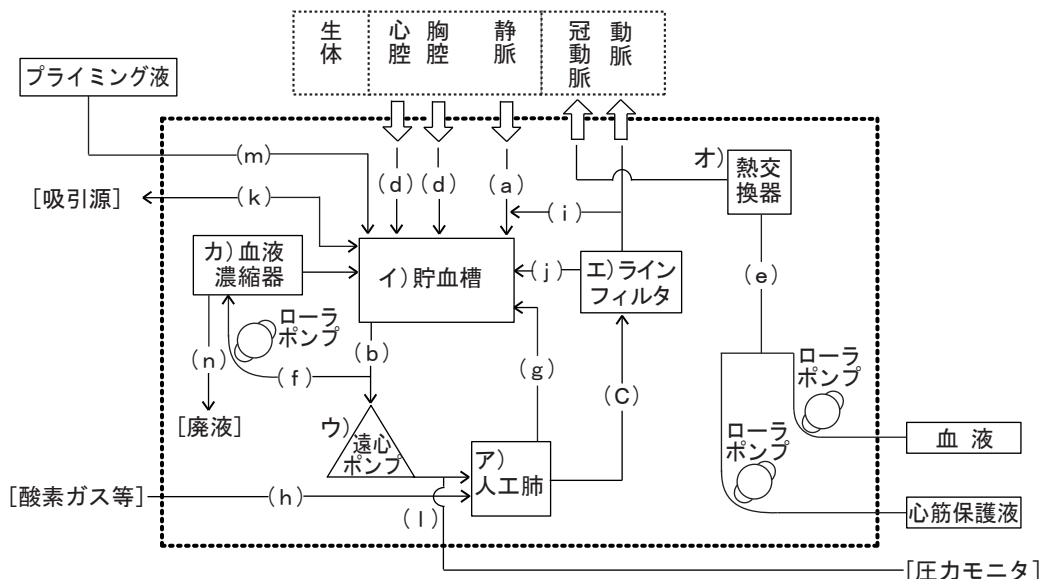 生体
心腔
胸腔
静脈
冠動脈
動脈
プライミング液
(m)
(d)
(d)
(a)
オ)
熱交
換器
[吸引源]
(k)
(i)
カ)血液
濃縮器
イ)貯血槽
(j)
エ)ライン
フィルタ
(e)
ローラ
ポンプ
(n)
(b)
(f)
(g)
(C)
ローラ
ポンプ
[廃液]
ウ)
遠心
ポンプ
ア)
人工肺
ローラ
ポンプ
血 液
[酸素ガス等]
(h)
(l)
心筋保護液
[圧力モニタ]